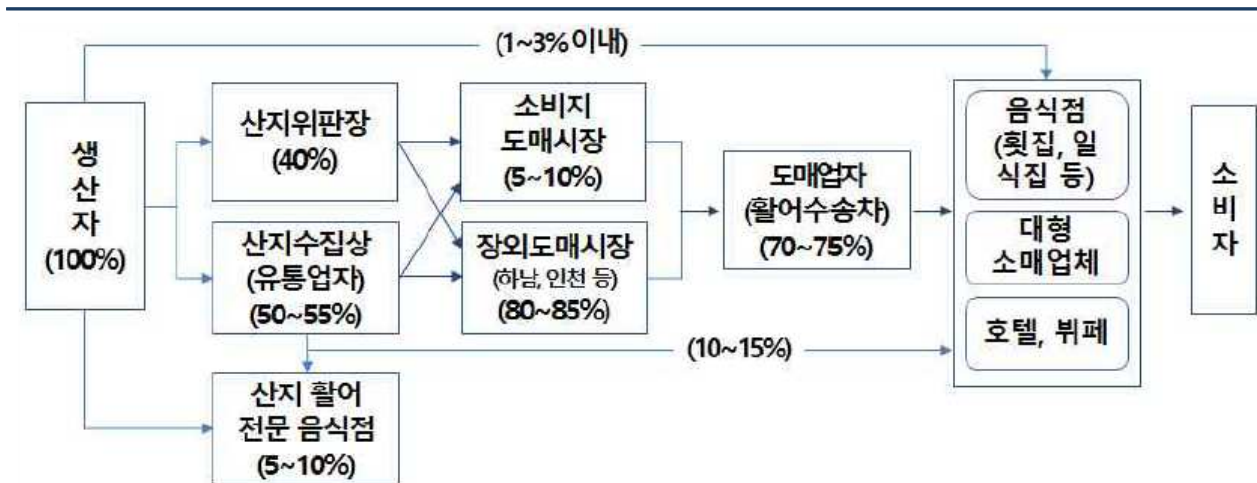 (1~3% 이내)
생
산
자
(100%)
산지위판장
(40%)
산지수집상
(유통업자)
(50~55%)
산지 활어
전문 음식점
(5~10%)
소비지
도매시장
(5~10%)
장외도매시장
(하남, 인천 등)
(80~85%)
도매업자
(활어수송차)
(70~75%)
(10~15%)
음식점
(횟집, 일
식집 등)
대형
소매업체
호텔, 뷔페
소
비
자